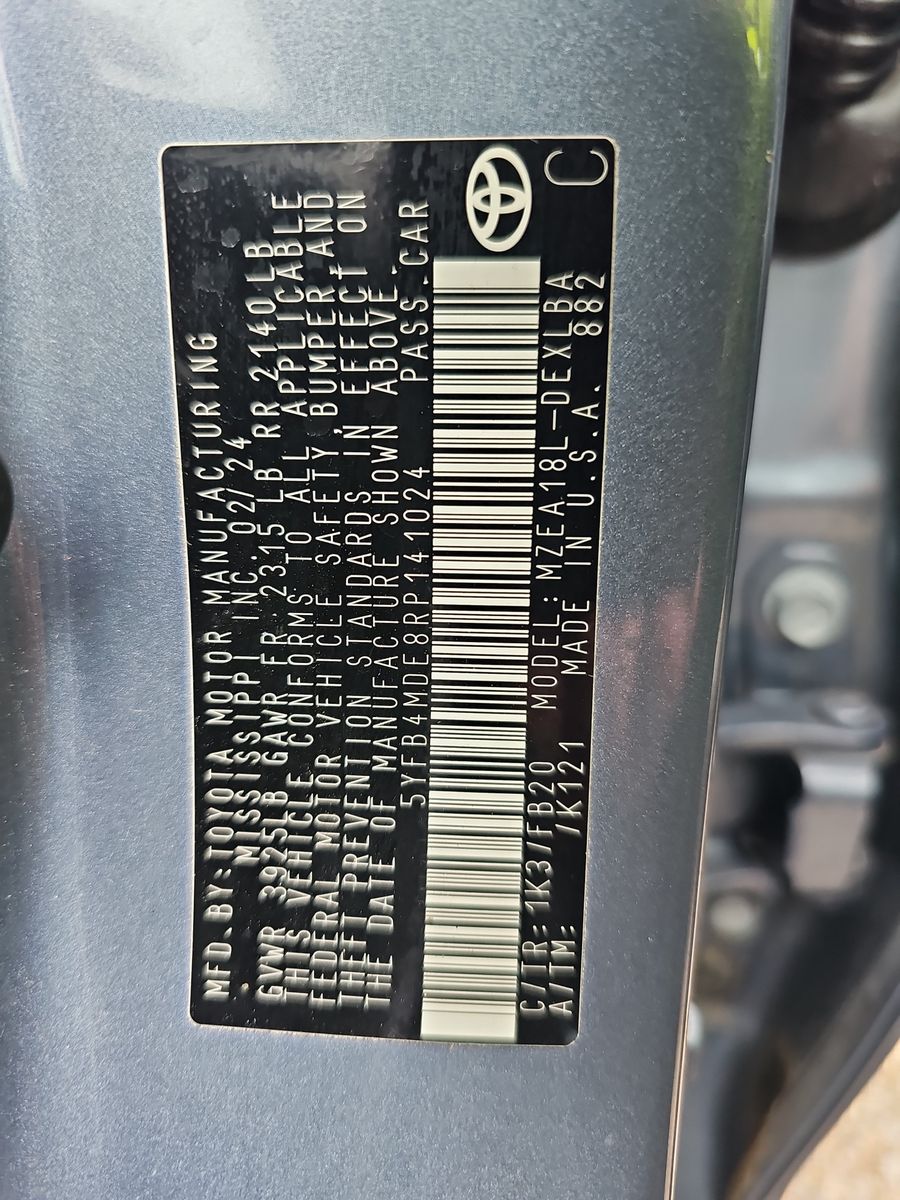 MFD.BY:TOYOTA MOTOR MANUFACTURING
MISSISSIPPI INC. 02/24
GVWR 3925LB GAWR FR 2315 LB RR 2140LB
THIS VEHICLE CONFORMS TO ALL APPLICABLE
FEDERAL MOTOR VEHICLE SAFETY, BUMPER, AND
THEFT PREVENTION STANDARDS IN EFFECT ON
THE DATE OF MANUFACTURE SHOWN ABOVE.
5YFB4MDE8RP141024 PASS.CAR
C/TR: 1K3/FB20 MODEL: MZEA18L-DEXLBA
A/TM: /K121 MADE IN U.S.A. 882
C